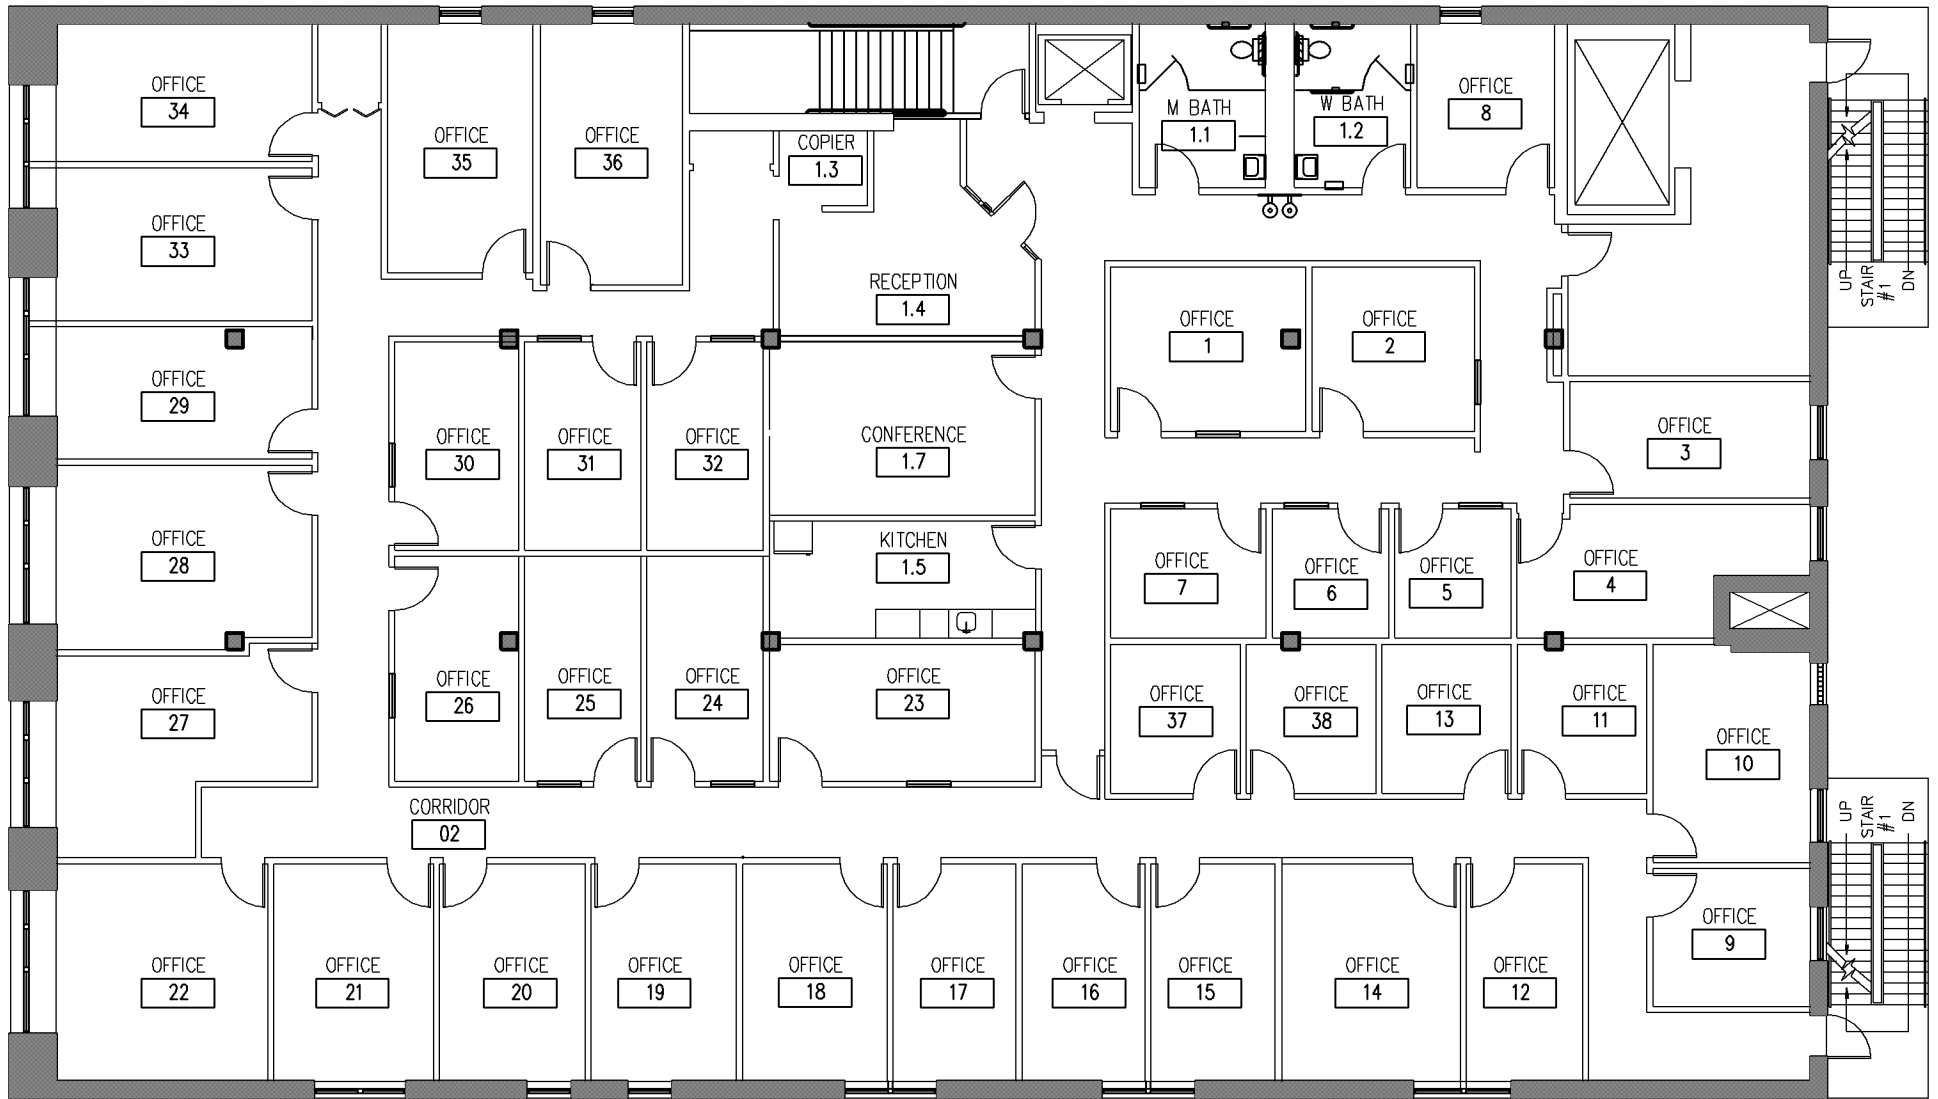 OFFICE
34
OFFICE
35
OFFICE
36
COPIER
1.3
M BATH
1.1
W BATH
1.2
OFFICE
8
OFFICE
33
RECEPTION
1.4
UP
STAIR
#1
DN
OFFICE
29
OFFICE
1
OFFICE
2
OFFICE
30
OFFICE
31
OFFICE
32
CONFERENCE
1.7
OFFICE
3
OFFICE
28
KITCHEN
1.5
OFFICE
7
OFFICE
6
OFFICE
5
OFFICE
4
OFFICE
27
OFFICE
26
OFFICE
25
OFFICE
24
OFFICE
23
OFFICE
37
OFFICE
38
OFFICE
13
OFFICE
11
OFFICE
10
CORRIDOR
02
UP
STAIR
#1
DN
OFFICE
22
OFFICE
21
OFFICE
20
OFFICE
19
OFFICE
18
OFFICE
17
OFFICE
16
OFFICE
15
OFFICE
14
OFFICE
12
OFFICE
9